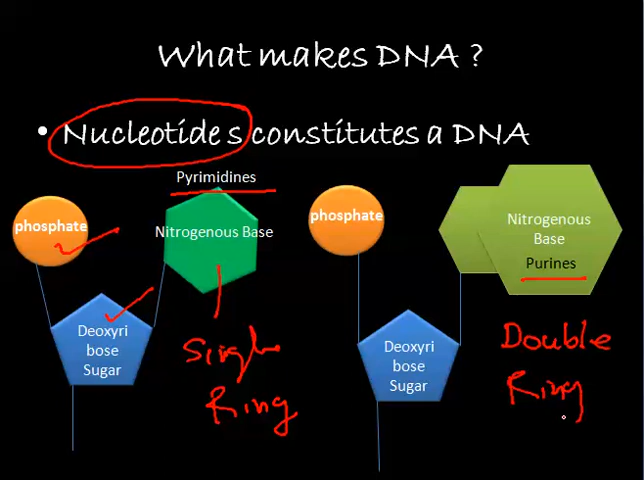 What makes DNA ?
• Nucleotide s constitutes a DNA
Pyrimidines
phosphate
Nitrogenous Base
Deoxyri
bose
Sugar
Single
Ring
phosphate
Nitrogenous
Base
Purines
Deoxyri
bose
Sugar
Double
Ring